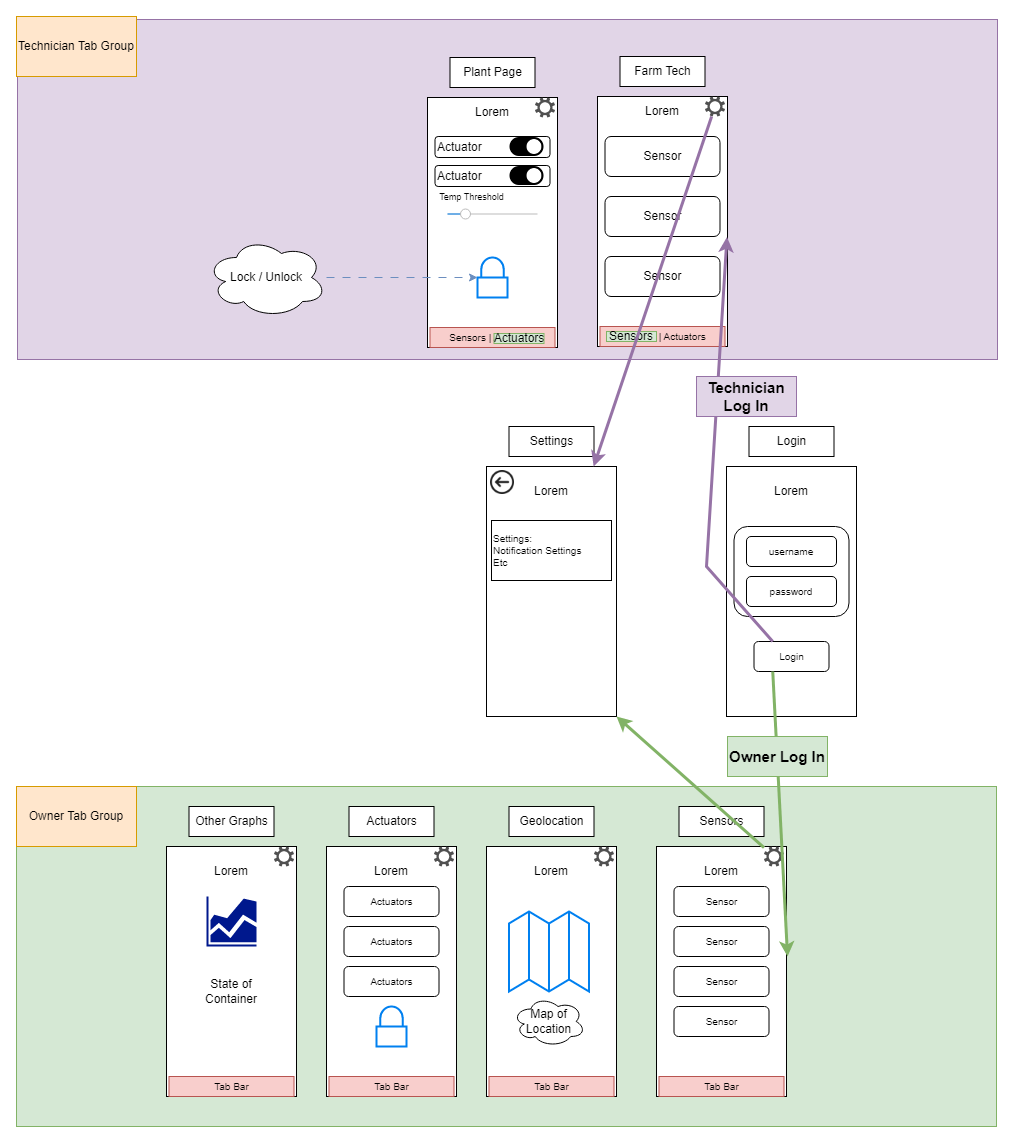 Technician Tab Group
Plant Page
Lorem
Actuator
Actuator
Temp Threshold
Lock / Unlock
Sensors | Actuators
Farm Tech
Lorem
Sensor
Sensor
Sensor
Sensors | Actuators
Technician
Log In
Settings
Lorem
Settings:
Notification Settings
Etc
Login
Lorem
username
password
Login
Owner Log In
Owner Tab Group
Other Graphs
Lorem
State of
Container
Tab Bar
Actuators
Lorem
Actuators
Actuators
Actuators
Tab Bar
Geolocation
Lorem
Map of
Location
Tab Bar
Sensors
Lorem
Sensor
Sensor
Sensor
Sensor
Tab Bar